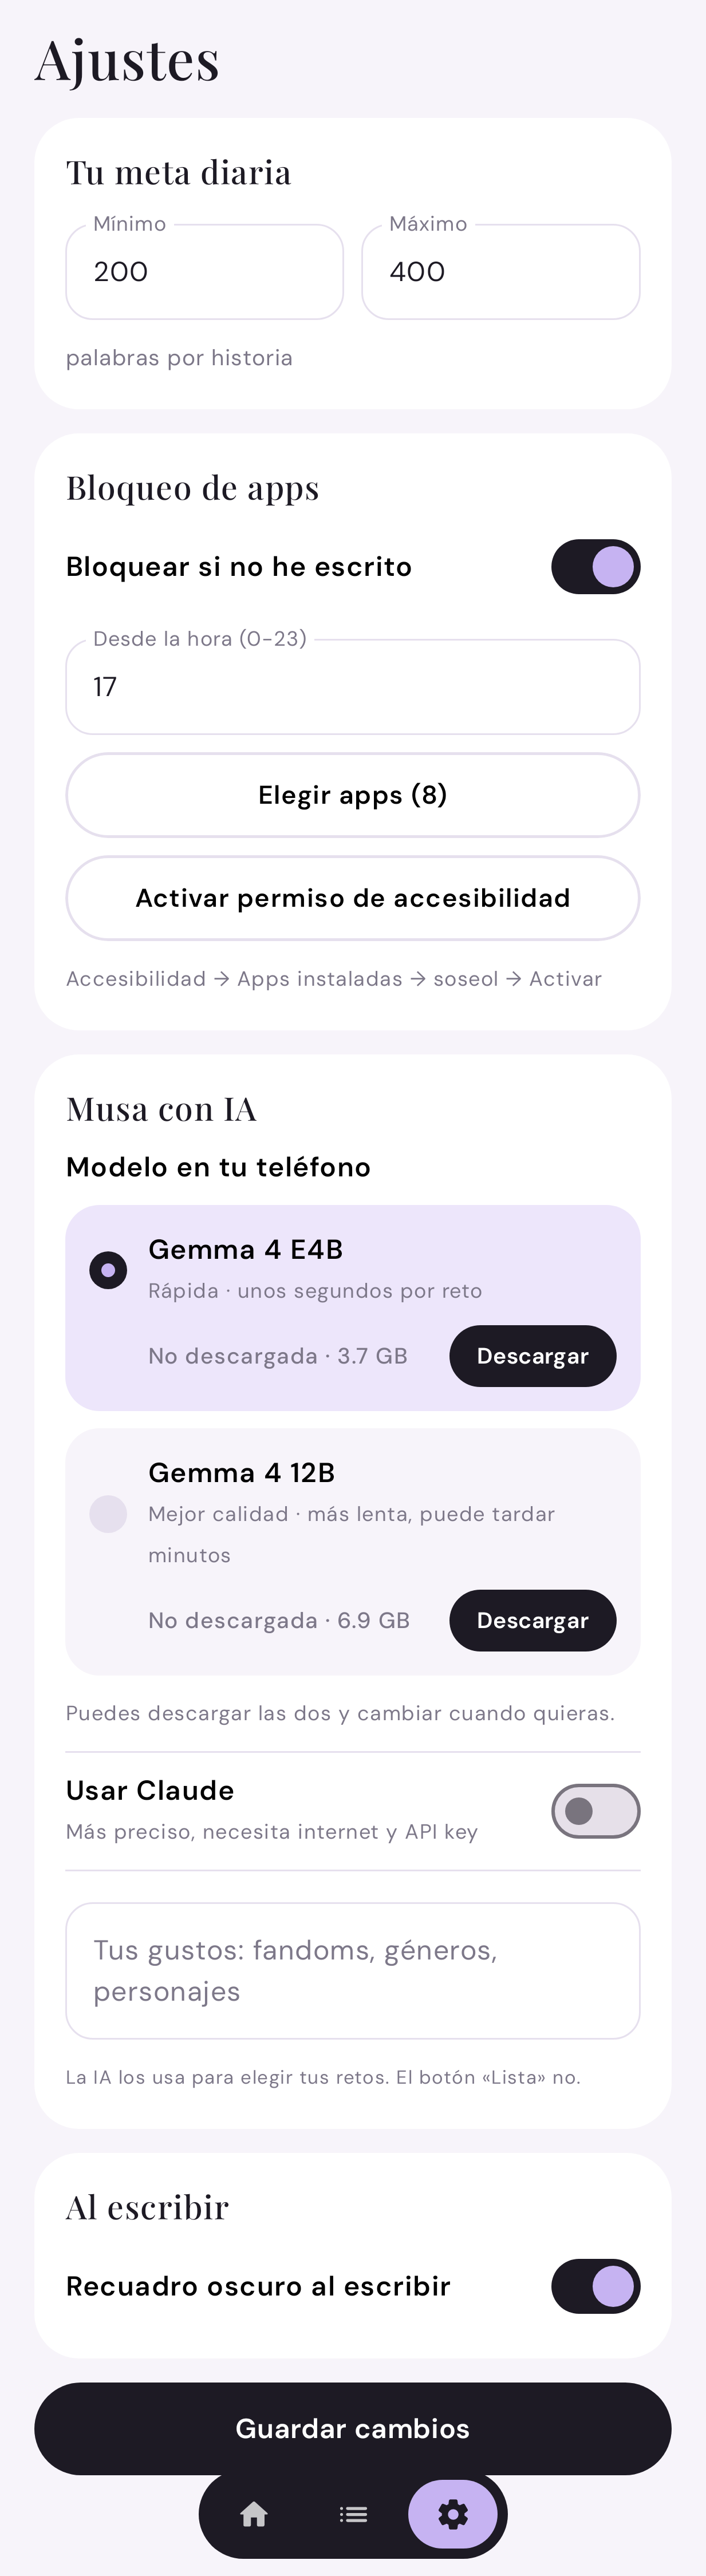 Ajustes
Tu meta diaria
Mínimo
Máximo
200
400
palabras por historia
Bloqueo de apps
Bloquear si no he escrito
Desde la hora (0-23)
17
Elegir apps (8)
Activar permiso de accesibilidad
Accesibilidad → Apps instaladas → soseol → Activar
Musa con IA
Modelo en tu teléfono
Gemma 4 E4B
Rápida · unos segundos por reto
No descargada · 3.7 GB
Descargar
Gemma 4 12B
Mejor calidad · más lenta, puede tardar
minutos
No descargada · 6.9 GB
Descargar
Puedes descargar las dos y cambiar cuando quieras.
Usar Claude
Más preciso, necesita internet y API key
Tus gustos: fandoms, géneros,
personajes
La IA los usa para elegir tus retos. El botón «Lista» no.
Al escribir
Recuadro oscuro al escribir
Guardar cambios